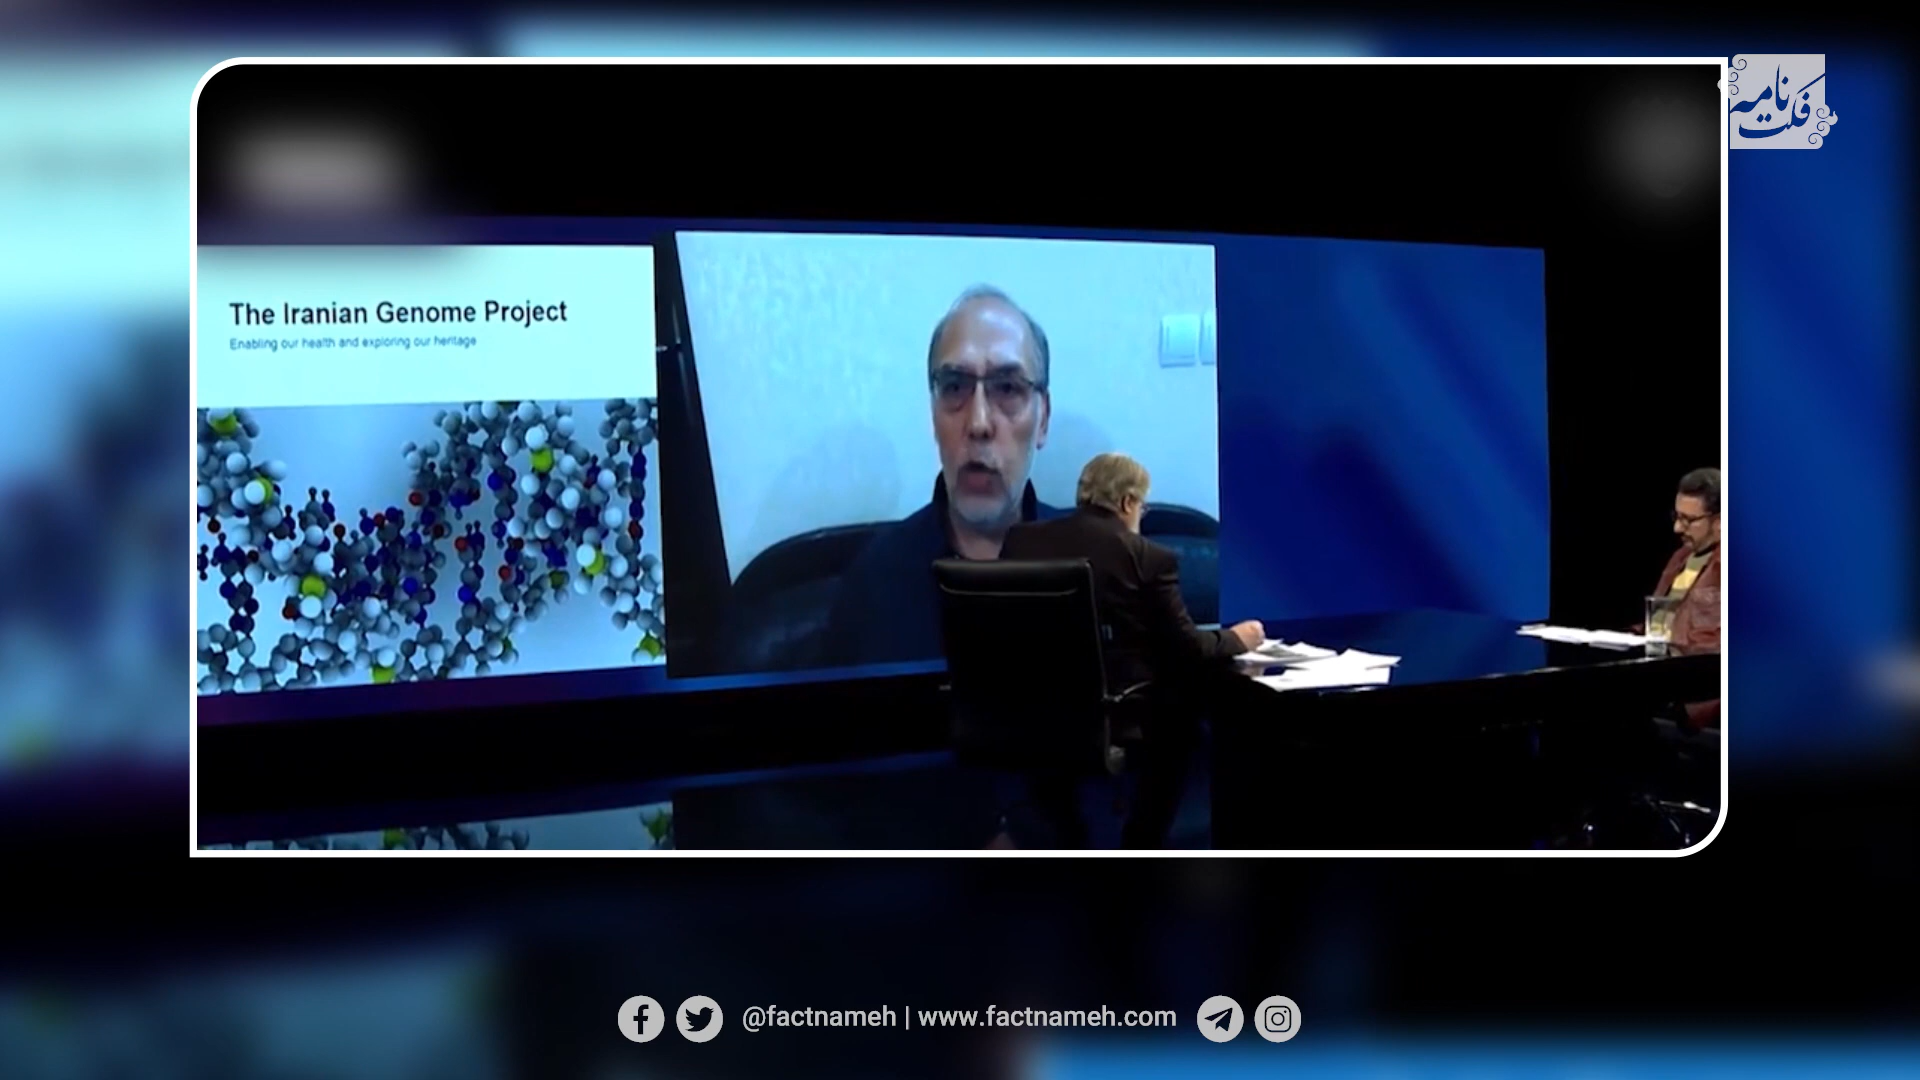 فکت‌نامه
The Iranian Genome Project
Enabling our health and exploring our heritage
@factnameh | www.factnameh.com